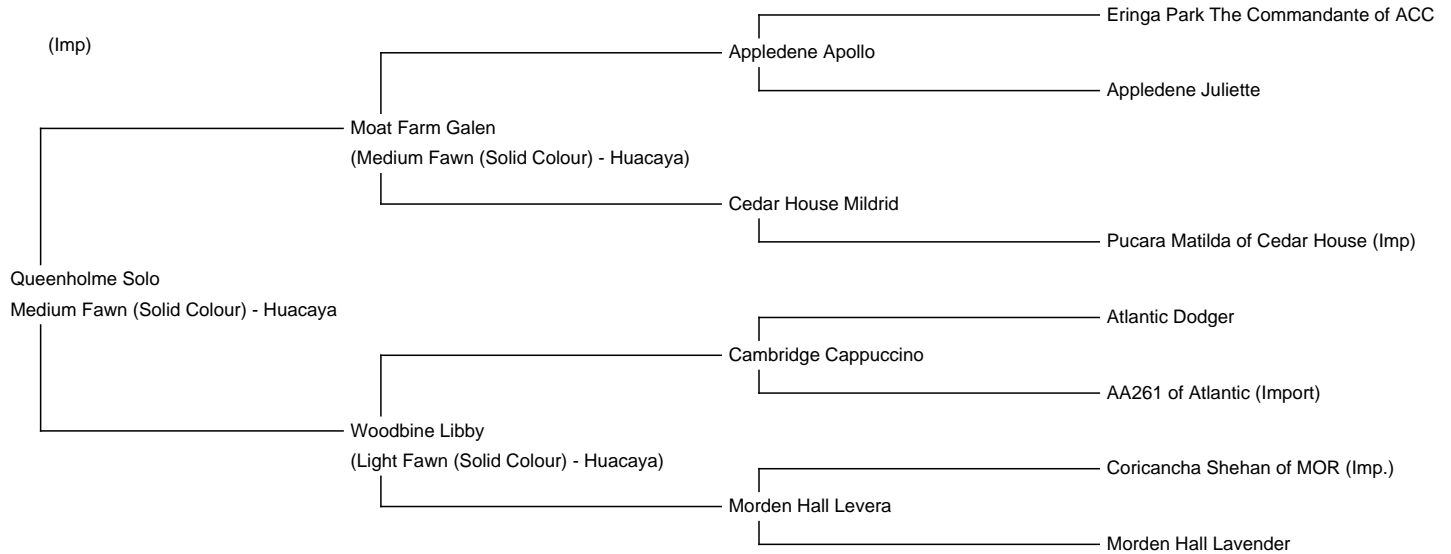 Eringa Park The Commandante of ACC
(Imp)
Appledene Apollo
Appledene Juliette
Moat Farm Galen
(Medium Fawn (Solid Colour) - Huacaya)
Cedar House Mildrid
Pucara Matilda of Cedar House (Imp)
Queenholme Solo
Medium Fawn (Solid Colour) - Huacaya
Atlantic Dodger
Cambridge Cappuccino
AA261 of Atlantic (Import)
Woodbine Libby
(Light Fawn (Solid Colour) - Huacaya)
Coricancha Shehan of MOR (Imp.)
Morden Hall Levera
Morden Hall Lavender